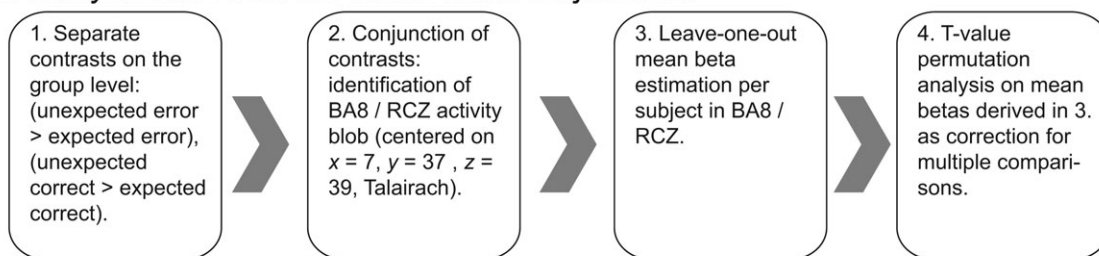 1. Separate
contrasts on the
group level:
(unexpected error
> expected error),
(unexpected
correct > expected
correct).
2. Conjunction of
contrasts:
identification of
BA8 / RCZ activity
blob (centered on
x = 7, y = 37 , z =
39, Talairach).
3. Leave-one-out
mean beta
estimation per
subject in BA8 /
RCZ.
4. T-value
permutation
analysis on mean
betas derived in 3.
as correction for
multiple compari-
sons.